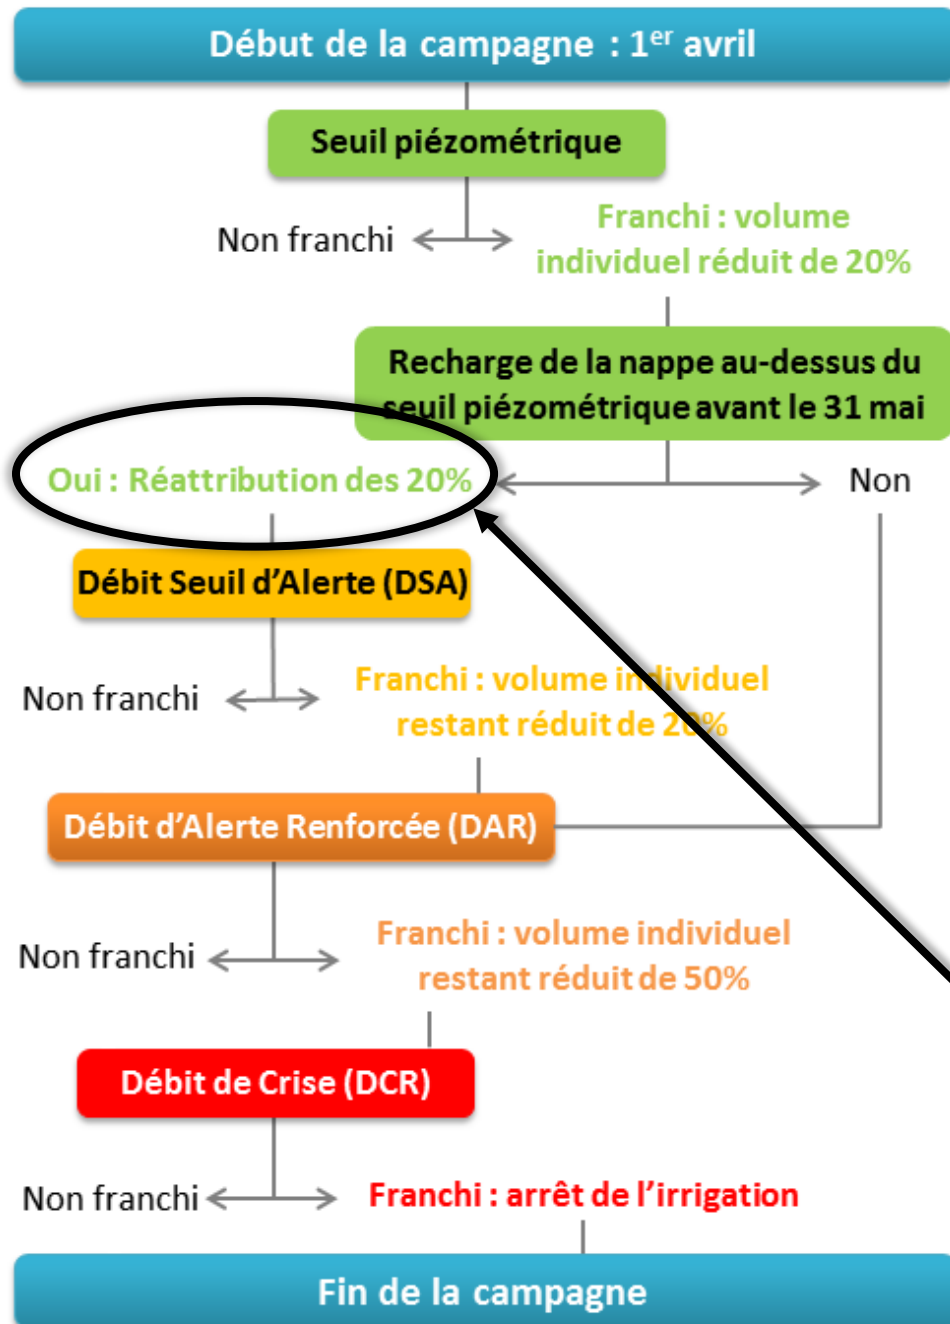 Début de la campagne : 1er avril
Seuil piézométrique
Non franchi
Franchi : volume
individuel réduit de 20%
Recharge de la nappe au-dessus du
seuil piézométrique avant le 31 mai
Oui : Réattribution des 20%
Non
Débit Seuil d’Alerte (DSA)
Non franchi
Franchi : volume individuel
restant réduit de 20%
Débit d’Alerte Renforcée (DAR)
Non franchi
Franchi : volume individuel
restant réduit de 50%
Débit de Crise (DCR)
Non franchi
Franchi : arrêt de l’irrigation
Fin de la campagne